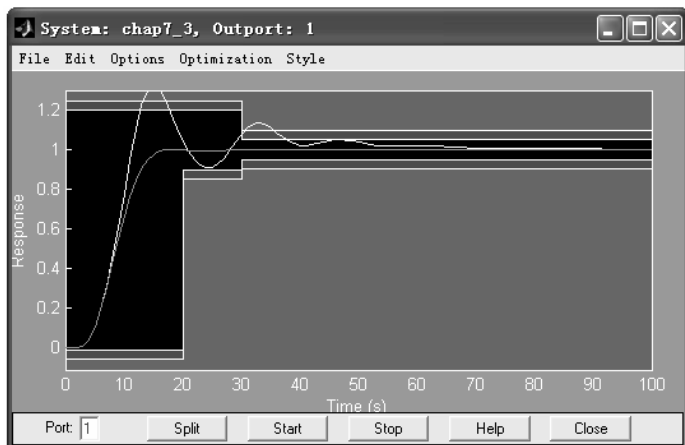 System: chap7_3, Outport: 1
File Edit Options Optimization Style
Response
1.2
1
0.8
0.6
0.4
0.2
0
0 10 20 30 40 50 60 70 80 90 100
Time (s)
Port: 1 Split Start Stop Help Close